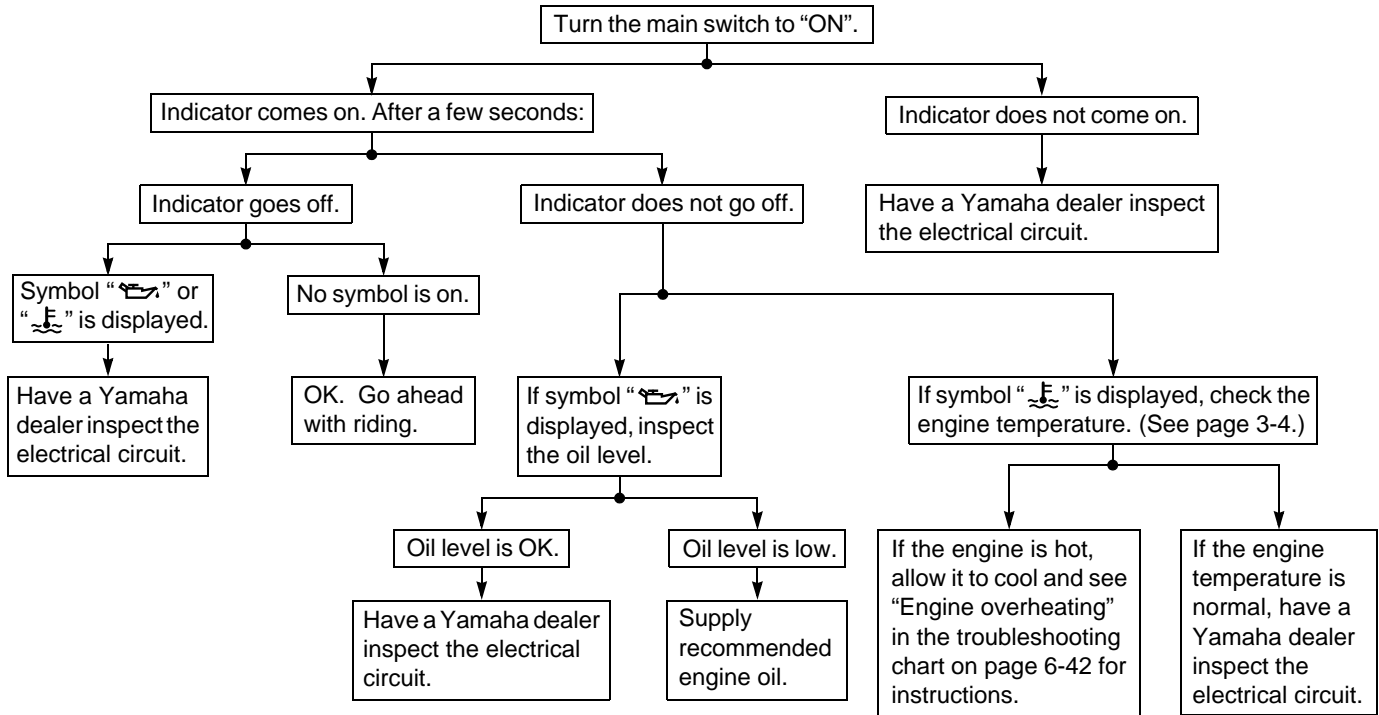 Turn the main switch to “ON”.
Indicator comes on. After a few seconds:
Indicator does not come on.
Indicator goes off.
Indicator does not go off.
Have a Yamaha dealer inspect
the electrical circuit.
Symbol “ ” or
“ ” is displayed.
No symbol is on.
Have a Yamaha
dealer inspect the
electrical circuit.
OK. Go ahead
with riding.
If symbol “ ” is
displayed, inspect
the oil level.
If symbol “ ” is displayed, check the
engine temperature. (See page 3-4.)
Oil level is OK.
Oil level is low.
Have a Yamaha dealer
inspect the electrical
circuit.
Supply
recommended
engine oil.
If the engine is hot,
allow it to cool and see
“Engine overheating”
in the troubleshooting
chart on page 6-42 for
instructions.
If the engine
temperature is
normal, have a
Yamaha dealer
inspect the
electrical circuit.